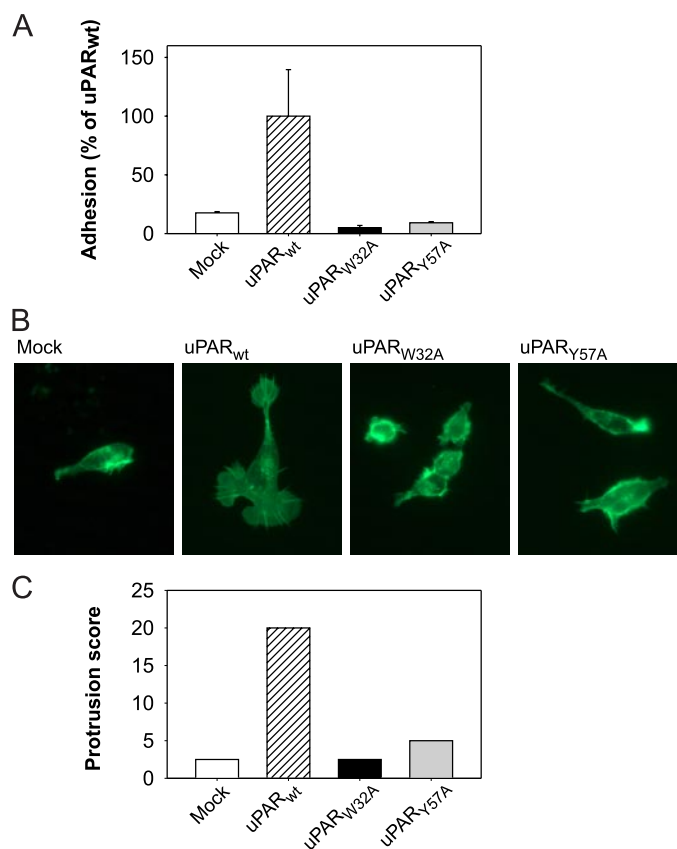 A
Adhesion (% of uPARwt)
150
100
50
0
Mock
uPARwt
uPARW32A
uPARY57A
B
Mock
uPARwt
uPARW32A
uPARY57A
C
Protrusion score
25
20
15
10
5
0
Mock
uPARwt
uPARW32A
uPARY57A